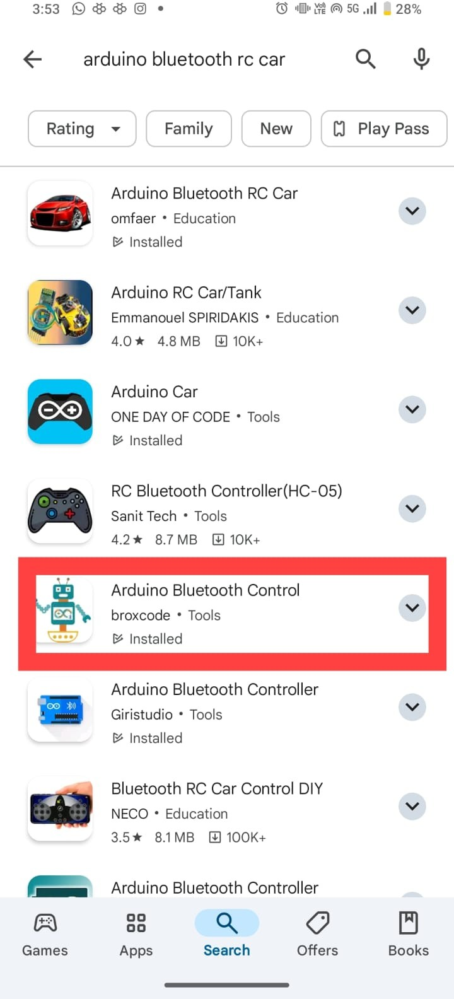 3:53
VoD LTE 5G 28%
arduino bluetooth rc car
Rating Family New Play Pass
Arduino Bluetooth RC Car
omfaer • Education
Installed
Arduino RC Car/Tank
Emmanouel SPIRIDAKIS • Education
4.0★ 4.8 MB 10K+
Arduino Car
ONE DAY OF CODE • Tools
Installed
RC Bluetooth Controller(HC-05)
Sanit Tech • Tools
4.2★ 8.7 MB 10K+
Arduino Bluetooth Control
broxcode • Tools
Installed
Arduino Bluetooth Controller
Giristudio • Tools
Installed
Bluetooth RC Car Control DIY
NECO • Education
3.5★ 8.1 MB 100K+
Arduino Bluetooth Controller
Games Apps Search Offers Books